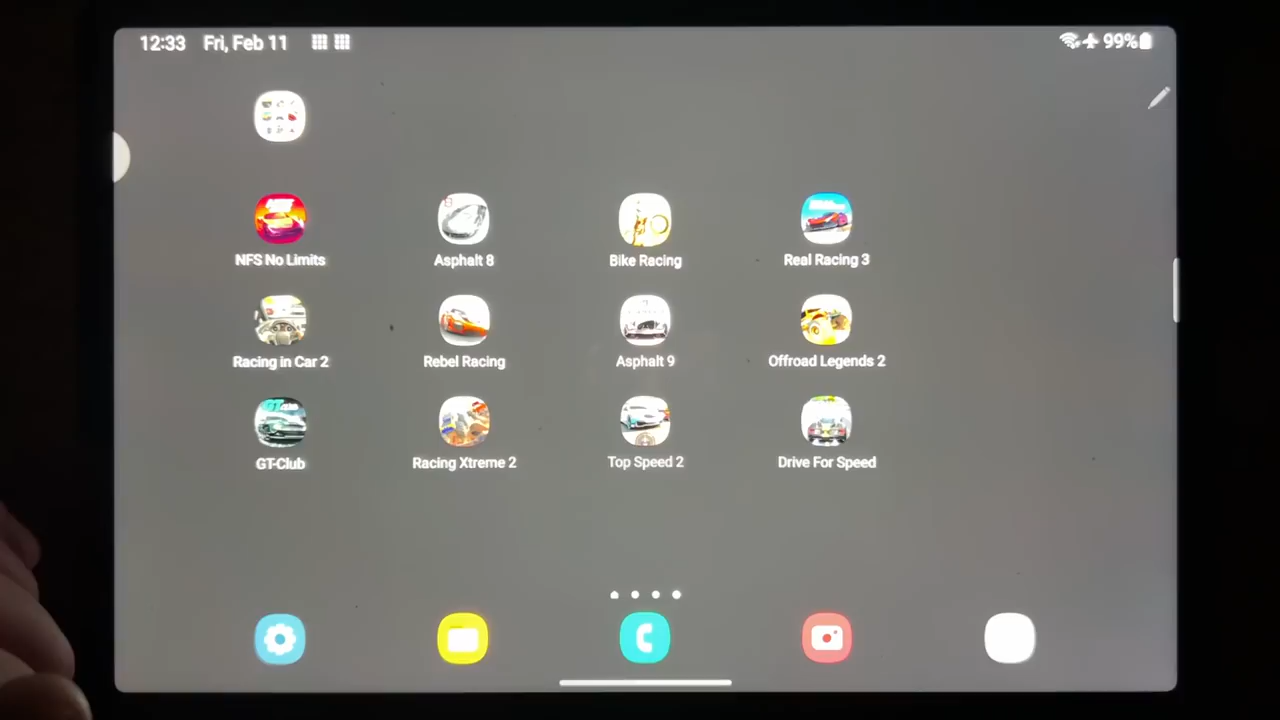 12:33 Fri, Feb 11 99%
NFS No Limits Asphalt 8 Bike Racing Real Racing 3
Racing in Car 2 Rebel Racing Asphalt 9 Offroad Legends 2
GT-Club Racing Xtreme 2 Top Speed 2 Drive For Speed